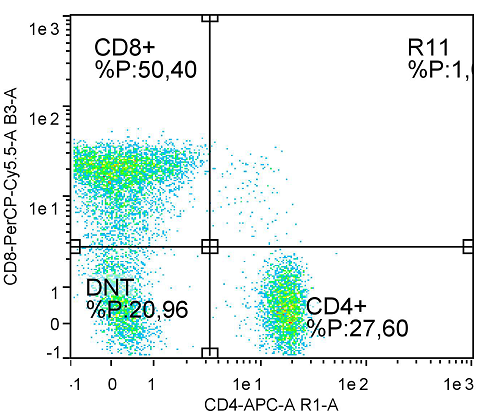 1e3
CD8+
%P:50,40
R11
%P:1,
1e2
1e1
DNT
%P:20,96
CD4+
%P:27,60
1
0
-1
-1 0 1 1e1 1e2 1e3
CD8-PerCP-Cy5.5-A B3-A
CD4-APC-A R1-A